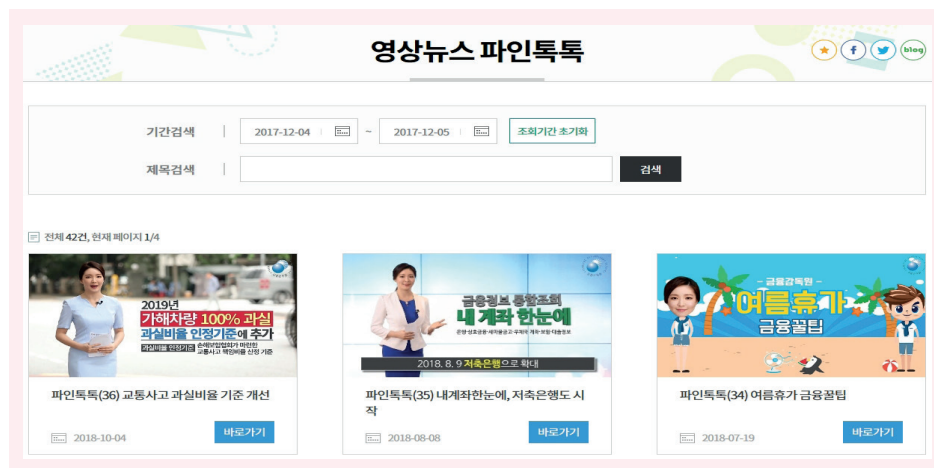 영상뉴스 파인톡톡
blog
기간검색 | 2017-12-04 ~ 2017-12-05 조회기간 초기화
제목검색 | 검색
전체 42건, 현재 페이지 1/4
2019년
가해차량 100% 과실
과실비율 인정기준에 추가
과실비율 인정기준 손해보험협회가 마련한
교통사고 책임비율 산정 기준
금융정보 통합조회
내 계좌 한눈에
2018. 8. 9 저축은행으로 확대
- 금융감독원 -
여름휴가
금융꿀팁
파인톡톡(36) 교통사고 과실비율 기준 개선
2018-10-04 바로가기
파인톡톡(35) 내계좌한눈에, 저축은행도 시
작
2018-08-08 바로가기
파인톡톡(34) 여름휴가 금융꿀팁
2018-07-19 바로가기